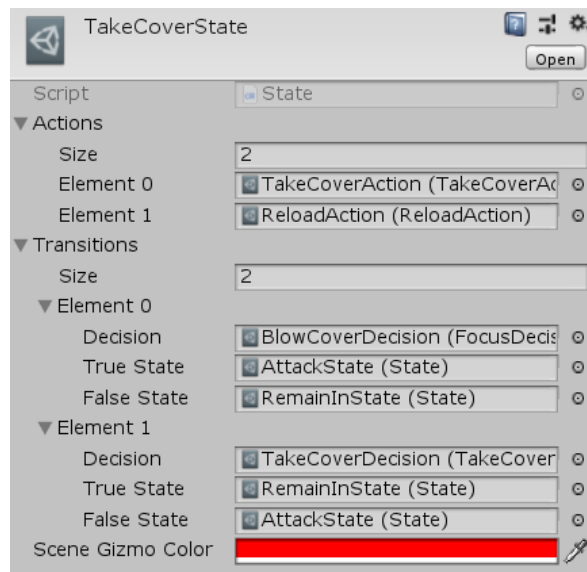 TakeCoverState
Open
Script State
Actions
Size 2
Element 0 TakeCoverAction (TakeCoverAc
Element 1 ReloadAction (ReloadAction)
Transitions
Size 2
Element 0
Decision BlowCoverDecision (FocusDecis
True State AttackState (State)
False State RemainInState (State)
Element 1
Decision TakeCoverDecision (TakeCover
True State RemainInState (State)
False State AttackState (State)
Scene Gizmo Color